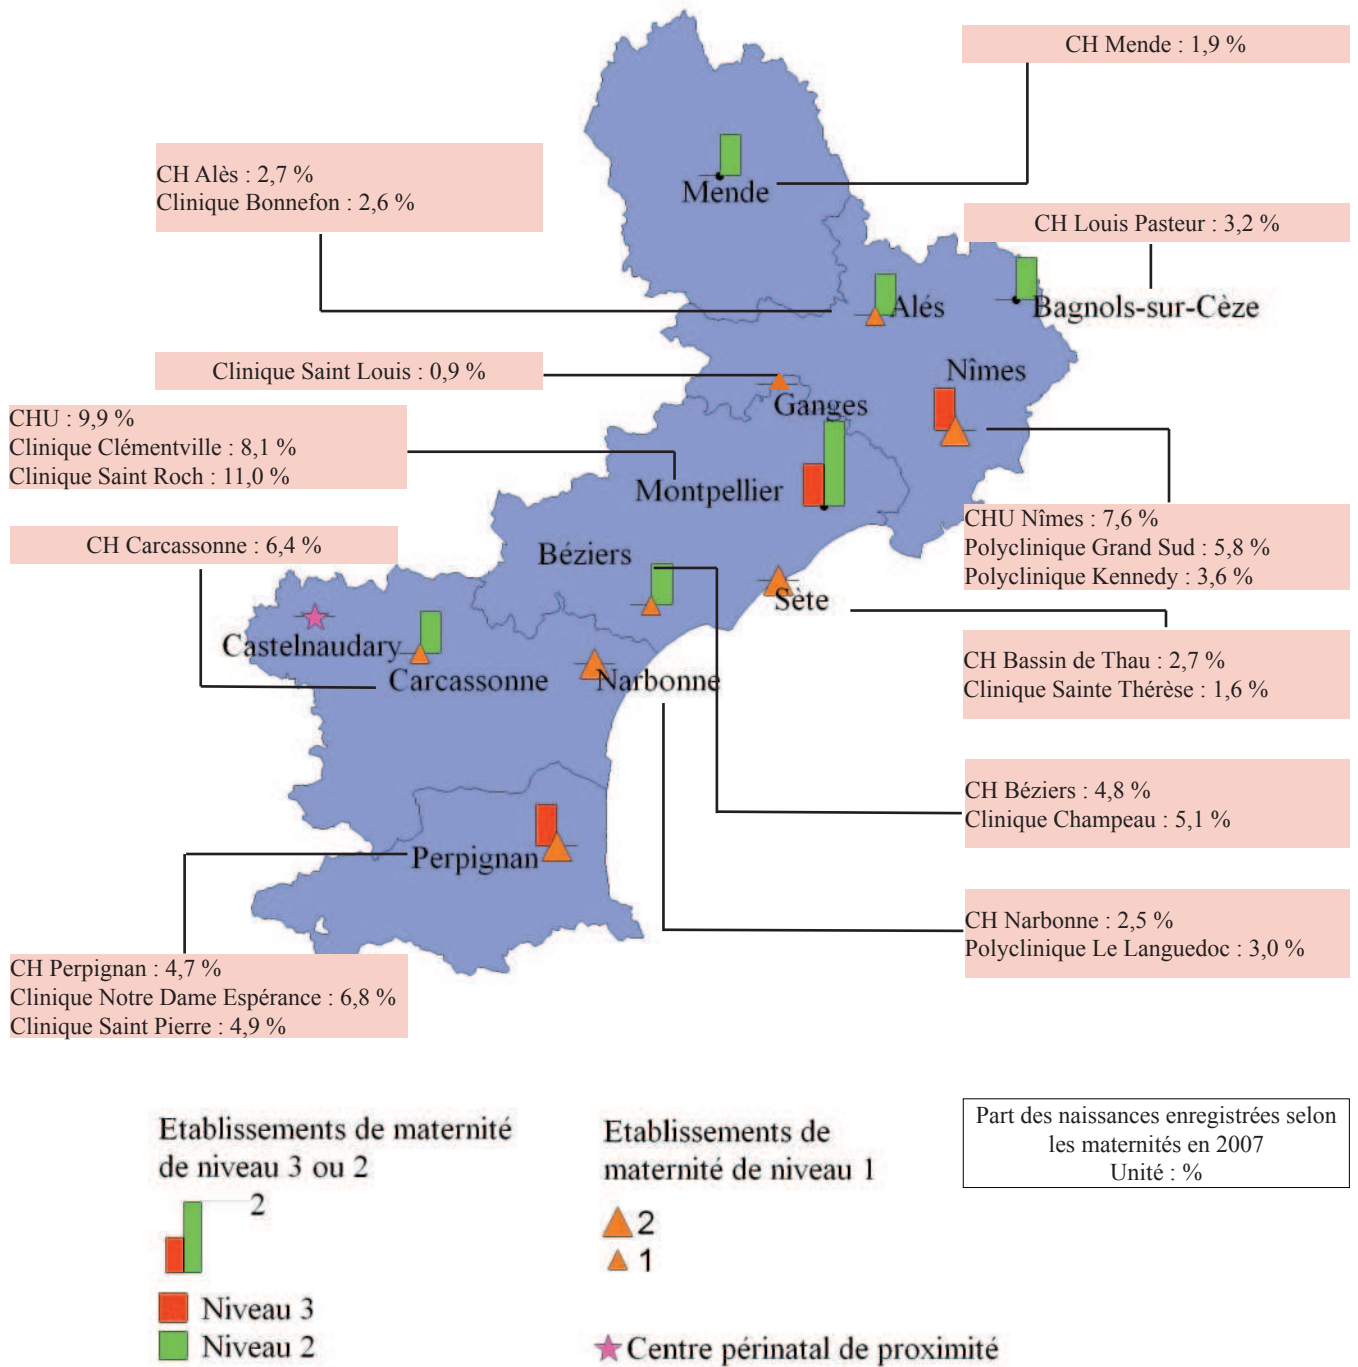 CH Mende : 1,9 %
CH Alès : 2,7 %
Clinique Bonnefon : 2,6 %
Mende
CH Louis Pasteur : 3,2 %
Alés
Bagnols-sur-Cèze
Clinique Saint Louis : 0,9 %
Nîmes
Ganges
CHU : 9,9 %
Clinique Clémentville : 8,1 %
Clinique Saint Roch : 11,0 %
Montpellier
CHU Nîmes : 7,6 %
Polyclinique Grand Sud : 5,8 %
Polyclinique Kennedy : 3,6 %
CH Carcassonne : 6,4 %
Béziers
Sète
Castelnaudary
Carcassonne
Narbonne
CH Bassin de Thau : 2,7 %
Clinique Sainte Thérèse : 1,6 %
CH Béziers : 4,8 %
Clinique Champeau : 5,1 %
Perpignan
CH Narbonne : 2,5 %
Polyclinique Le Languedoc : 3,0 %
CH Perpignan : 4,7 %
Clinique Notre Dame Espérance : 6,8 %
Clinique Saint Pierre : 4,9 %
Etablissements de maternité
de niveau 3 ou 2
2
Niveau 3
Niveau 2
Etablissements de
maternité de niveau 1
2
1
Centre périnatal de proximité
Part des naissances enregistrées selon
les maternités en 2007
Unité : %